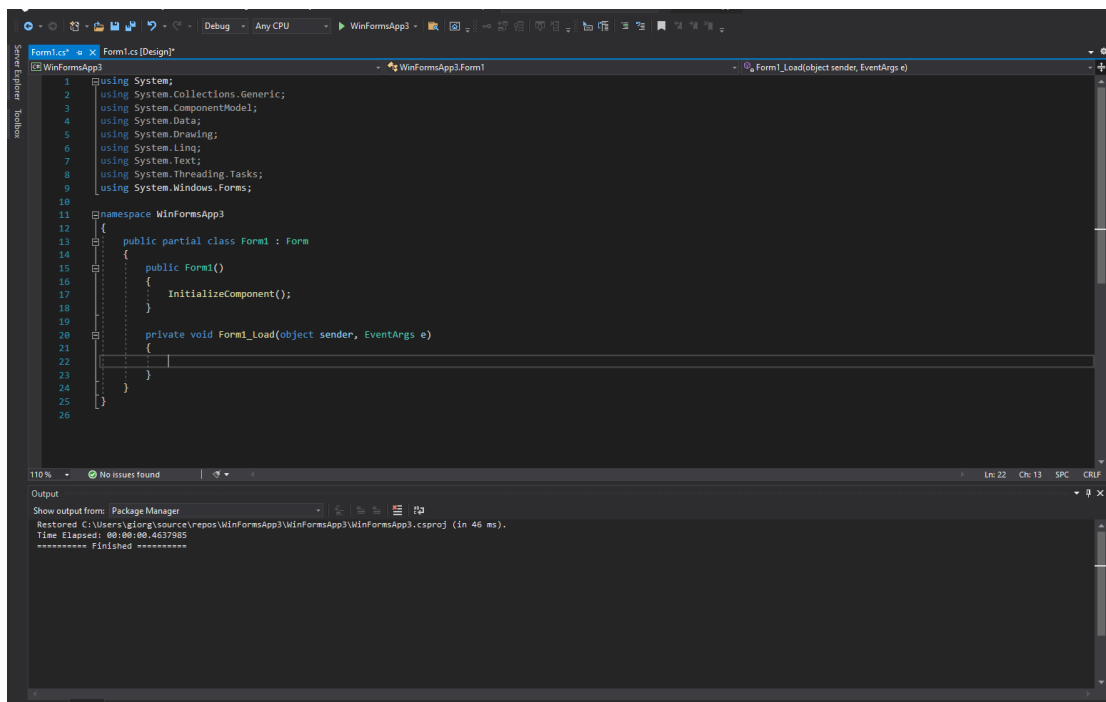 Debug Any CPU WinFormsApp3
Server Explorer
Toolbox
Form1.cs* Form1.cs [Design]*
WinFormsApp3 WinFormsApp3.Form1 Form1_Load(object sender, EventArgs e)
1 using System;
2 using System.Collections.Generic;
3 using System.ComponentModel;
4 using System.Data;
5 using System.Drawing;
6 using System.Linq;
7 using System.Text;
8 using System.Threading.Tasks;
9 using System.Windows.Forms;
10
11 namespace WinFormsApp3
12 {
13 public partial class Form1 : Form
14 {
15 public Form1()
16 {
17 InitializeComponent();
18 }
19
20 private void Form1_Load(object sender, EventArgs e)
21 {
22
23 }
24 }
25 }
26
110 % No issues found Ln: 22 Ch: 13 SPC CRLF
Output
Show output from: Package Manager
Restored C:\Users\giorg\source\repos\WinFormsApp3\WinFormsApp3\WinFormsApp3.csproj (in 46 ms).
Time Elapsed: 00:00:00.4637985
========== Finished ==========